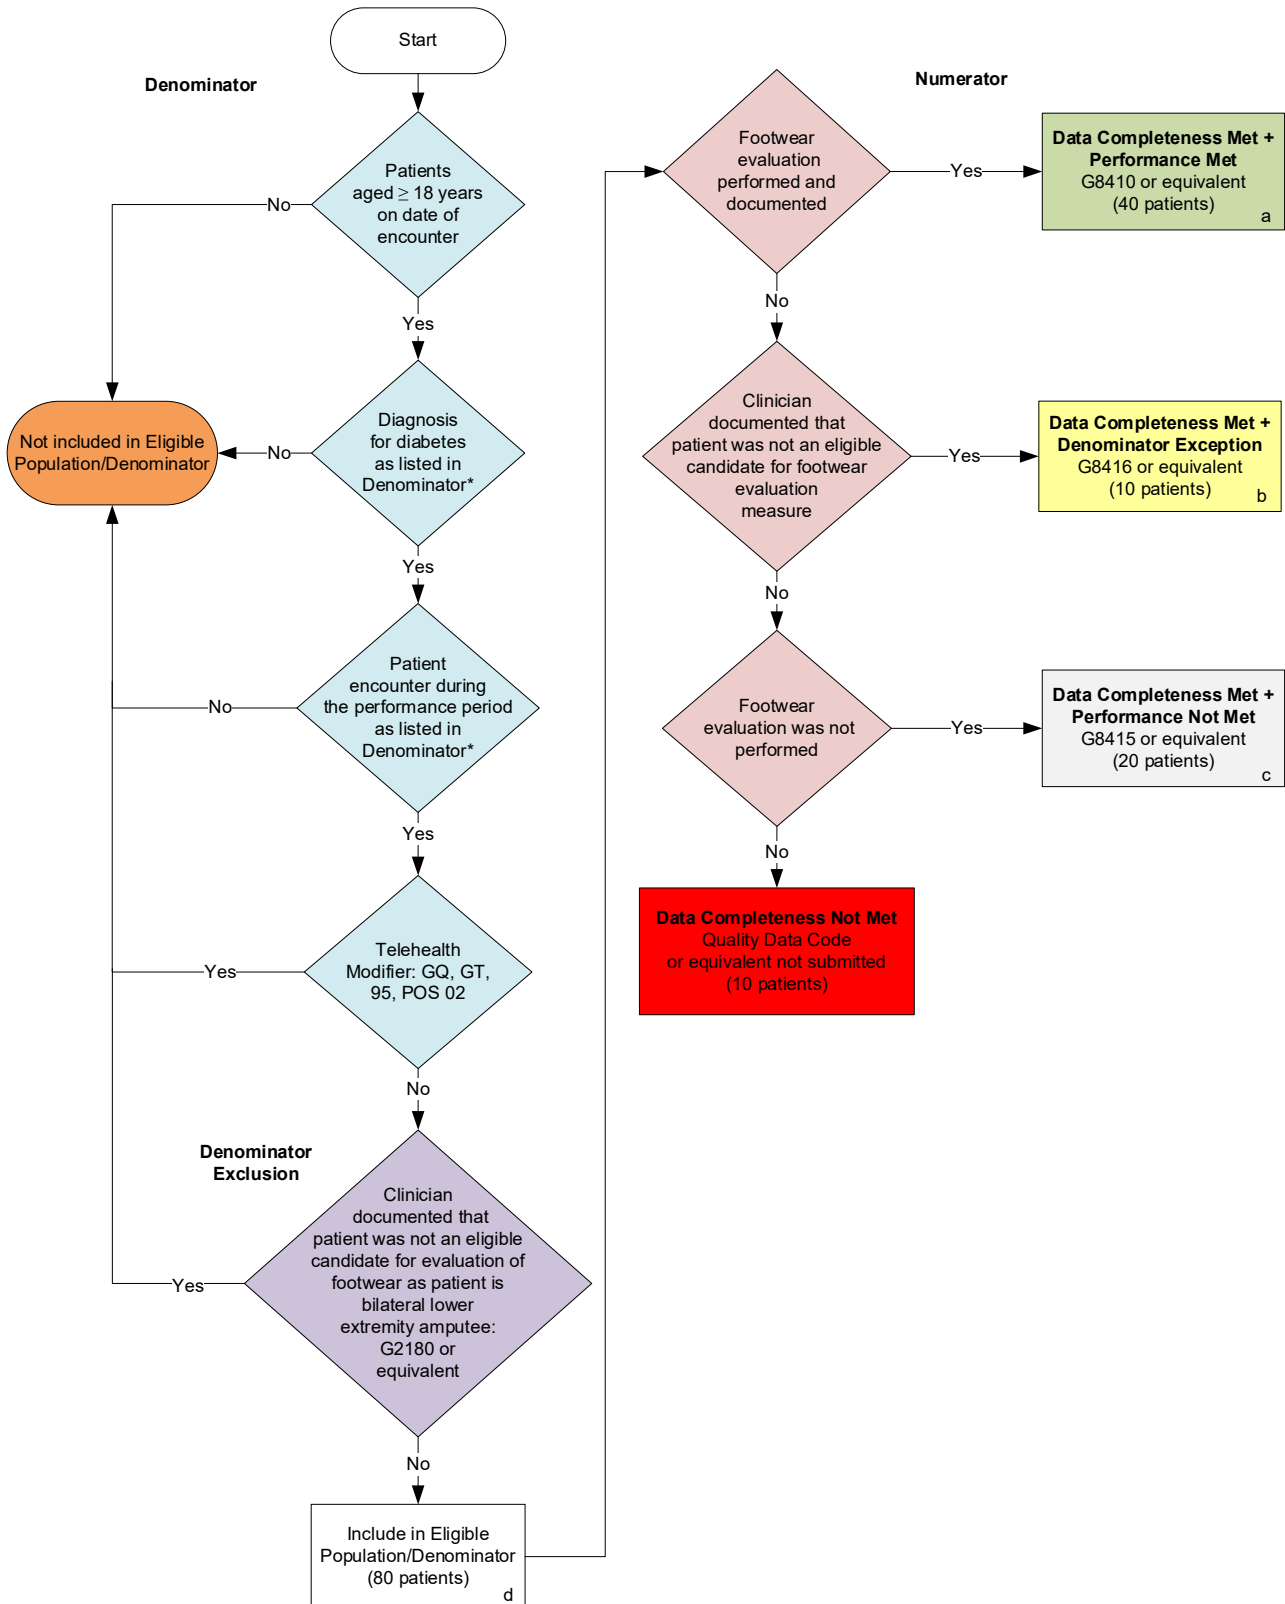 Start
Denominator
Patients
aged ≥ 18 years
on date of
encounter
No
Yes
Not included in Eligible
Population/Denominator
Diagnosis
for diabetes
as listed in
Denominator*
No
Yes
Patient
encounter during
the performance period
as listed in
Denominator*
No
Yes
Telehealth
Modifier: GQ, GT,
95, POS 02
Yes
No
Denominator
Exclusion
Clinician
documented that
patient was not an eligible
candidate for evaluation of
footwear as patient is
bilateral lower
extremity amputee:
G2180 or
equivalent
Yes
No
Include in Eligible
Population/Denominator
(80 patients)
d
Numerator
Footwear
evaluation
performed and
documented
Yes
Data Completeness Met +
Performance Met
G8410 or equivalent
(40 patients)
a
No
Clinician
documented that
patient was not an eligible
candidate for footwear
evaluation
measure
Yes
Data Completeness Met +
Denominator Exception
G8416 or equivalent
(10 patients)
b
No
Footwear
evaluation was not
performed
Yes
Data Completeness Met +
Performance Not Met
G8415 or equivalent
(20 patients)
c
No
Data Completeness Not Met
Quality Data Code
or equivalent not submitted
(10 patients)